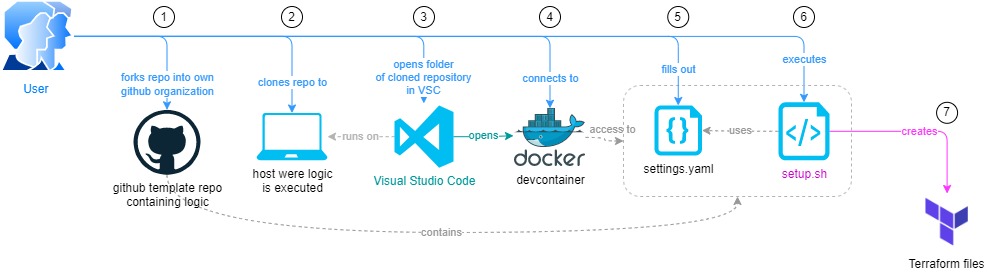 1
2
3
4
5
6
User
forks repo into own
github organization
clones repo to
opens folder
of cloned repository
in VSC
connects to
fills out
executes
7
runs on
opens
docker
access to
uses
creates
github template repo
containing logic
host were logic
is executed
Visual Studio Code
devcontainer
settings.yaml
setup.sh
contains
Terraform files